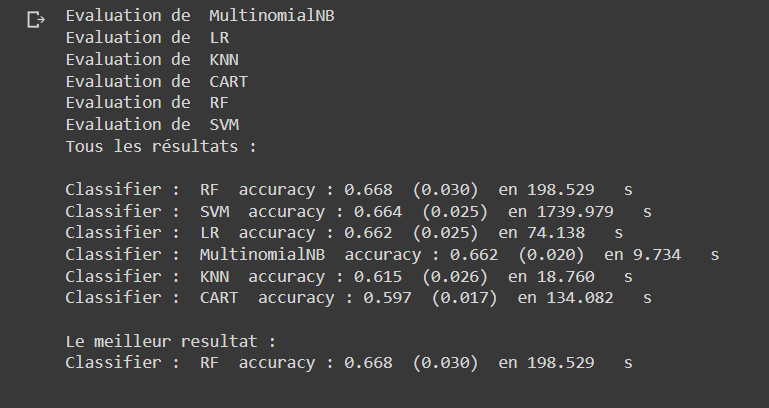 Evaluation de  MultinomialNB
Evaluation de  LR
Evaluation de  KNN
Evaluation de  CART
Evaluation de  RF
Evaluation de  SVM
Tous les résultats :
Classifier :  RF  accuracy : 0.668  (0.030)  en 198.529   s
Classifier :  SVM  accuracy : 0.664  (0.025)  en 1739.979   s
Classifier :  LR  accuracy : 0.662  (0.025)  en 74.138   s
Classifier :  MultinomialNB  accuracy : 0.662  (0.020)  en 9.734   s
Classifier :  KNN  accuracy : 0.615  (0.026)  en 18.760   s
Classifier :  CART  accuracy : 0.597  (0.017)  en 134.082   s
Le meilleur resultat :
Classifier :  RF  accuracy : 0.668  (0.030)  en 198.529   s